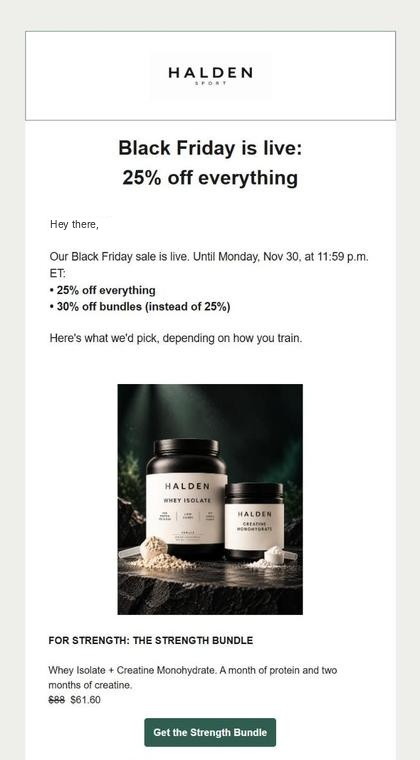 HALDEN
SPORT
Black Friday is live:
25% off everything
Hey there,
Our Black Friday sale is live. Until Monday, Nov 30, at 11:59 p.m.
ET:
• 25% off everything
• 30% off bundles (instead of 25%)
Here's what we'd pick, depending on how you train.
HALDEN
WHEY ISOLATE
HALDEN
CREATINE
MONOHYDRATE
FOR STRENGTH: THE STRENGTH BUNDLE
Whey Isolate + Creatine Monohydrate. A month of protein and two
months of creatine.
$88 $61.60
Get the Strength Bundle